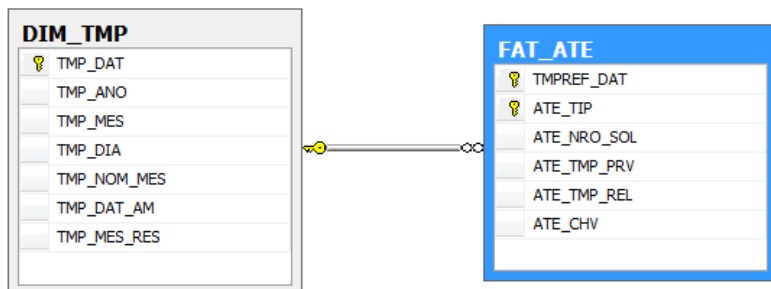 DIM_TMP
TMP_DAT
TMP_ANO
TMP_MES
TMP_DIA
TMP_NOM_MES
TMP_DAT_AM
TMP_MES_RES
FAT_ATE
TMPREF_DAT
ATE_TIP
ATE_NRO_SOL
ATE_TMP_PRV
ATE_TMP_REL
ATE_CHV